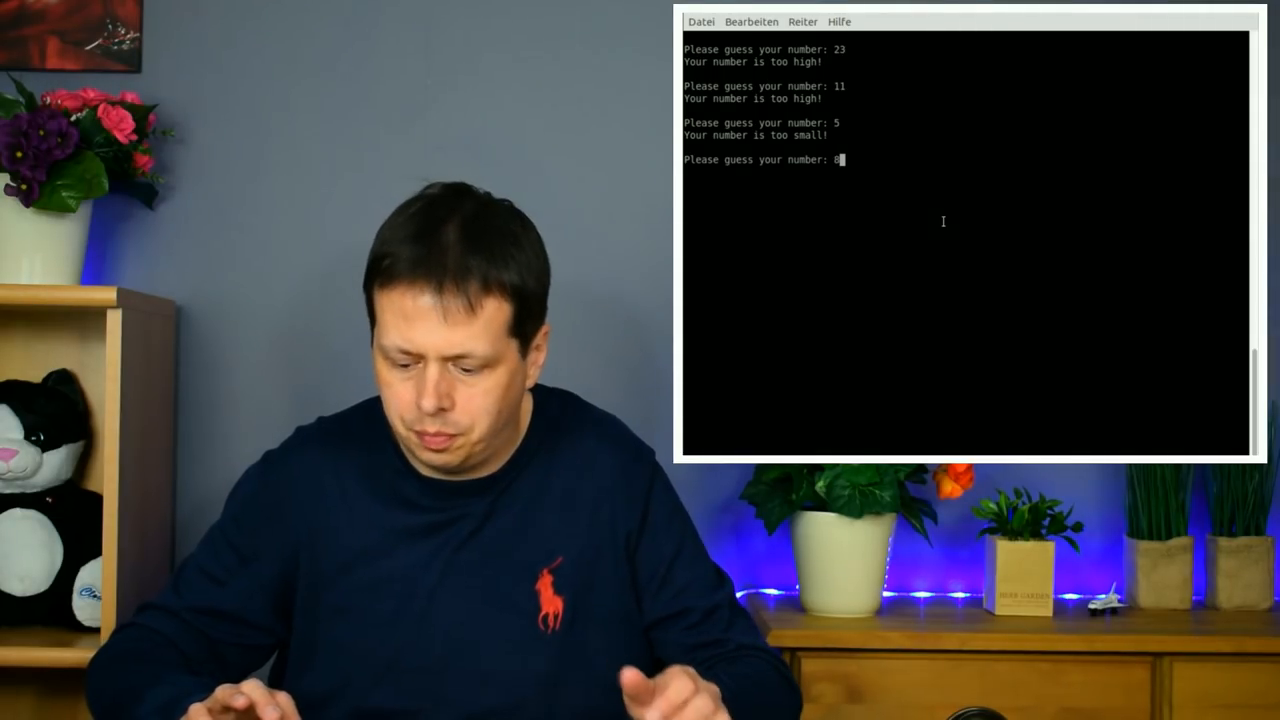 Datei Bearbeiten Reiter Hilfe
Please guess your number: 23
Your number is too high!
Please guess your number: 11
Your number is too high!
Please guess your number: 5
Your number is too small!
Please guess your number: 8
HERB GARDEN